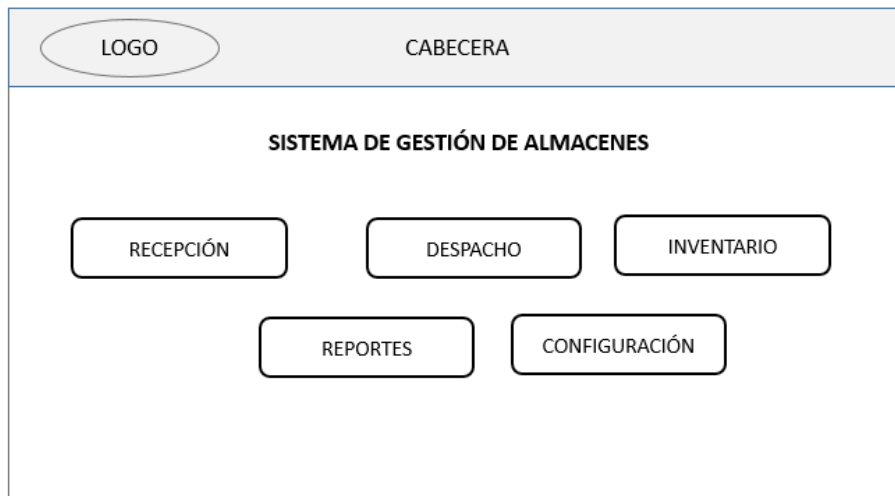 LOGO
CABECERA
SISTEMA DE GESTIÓN DE ALMACENES
RECEPCIÓN
DESPACHO
INVENTARIO
REPORTES
CONFIGURACIÓN